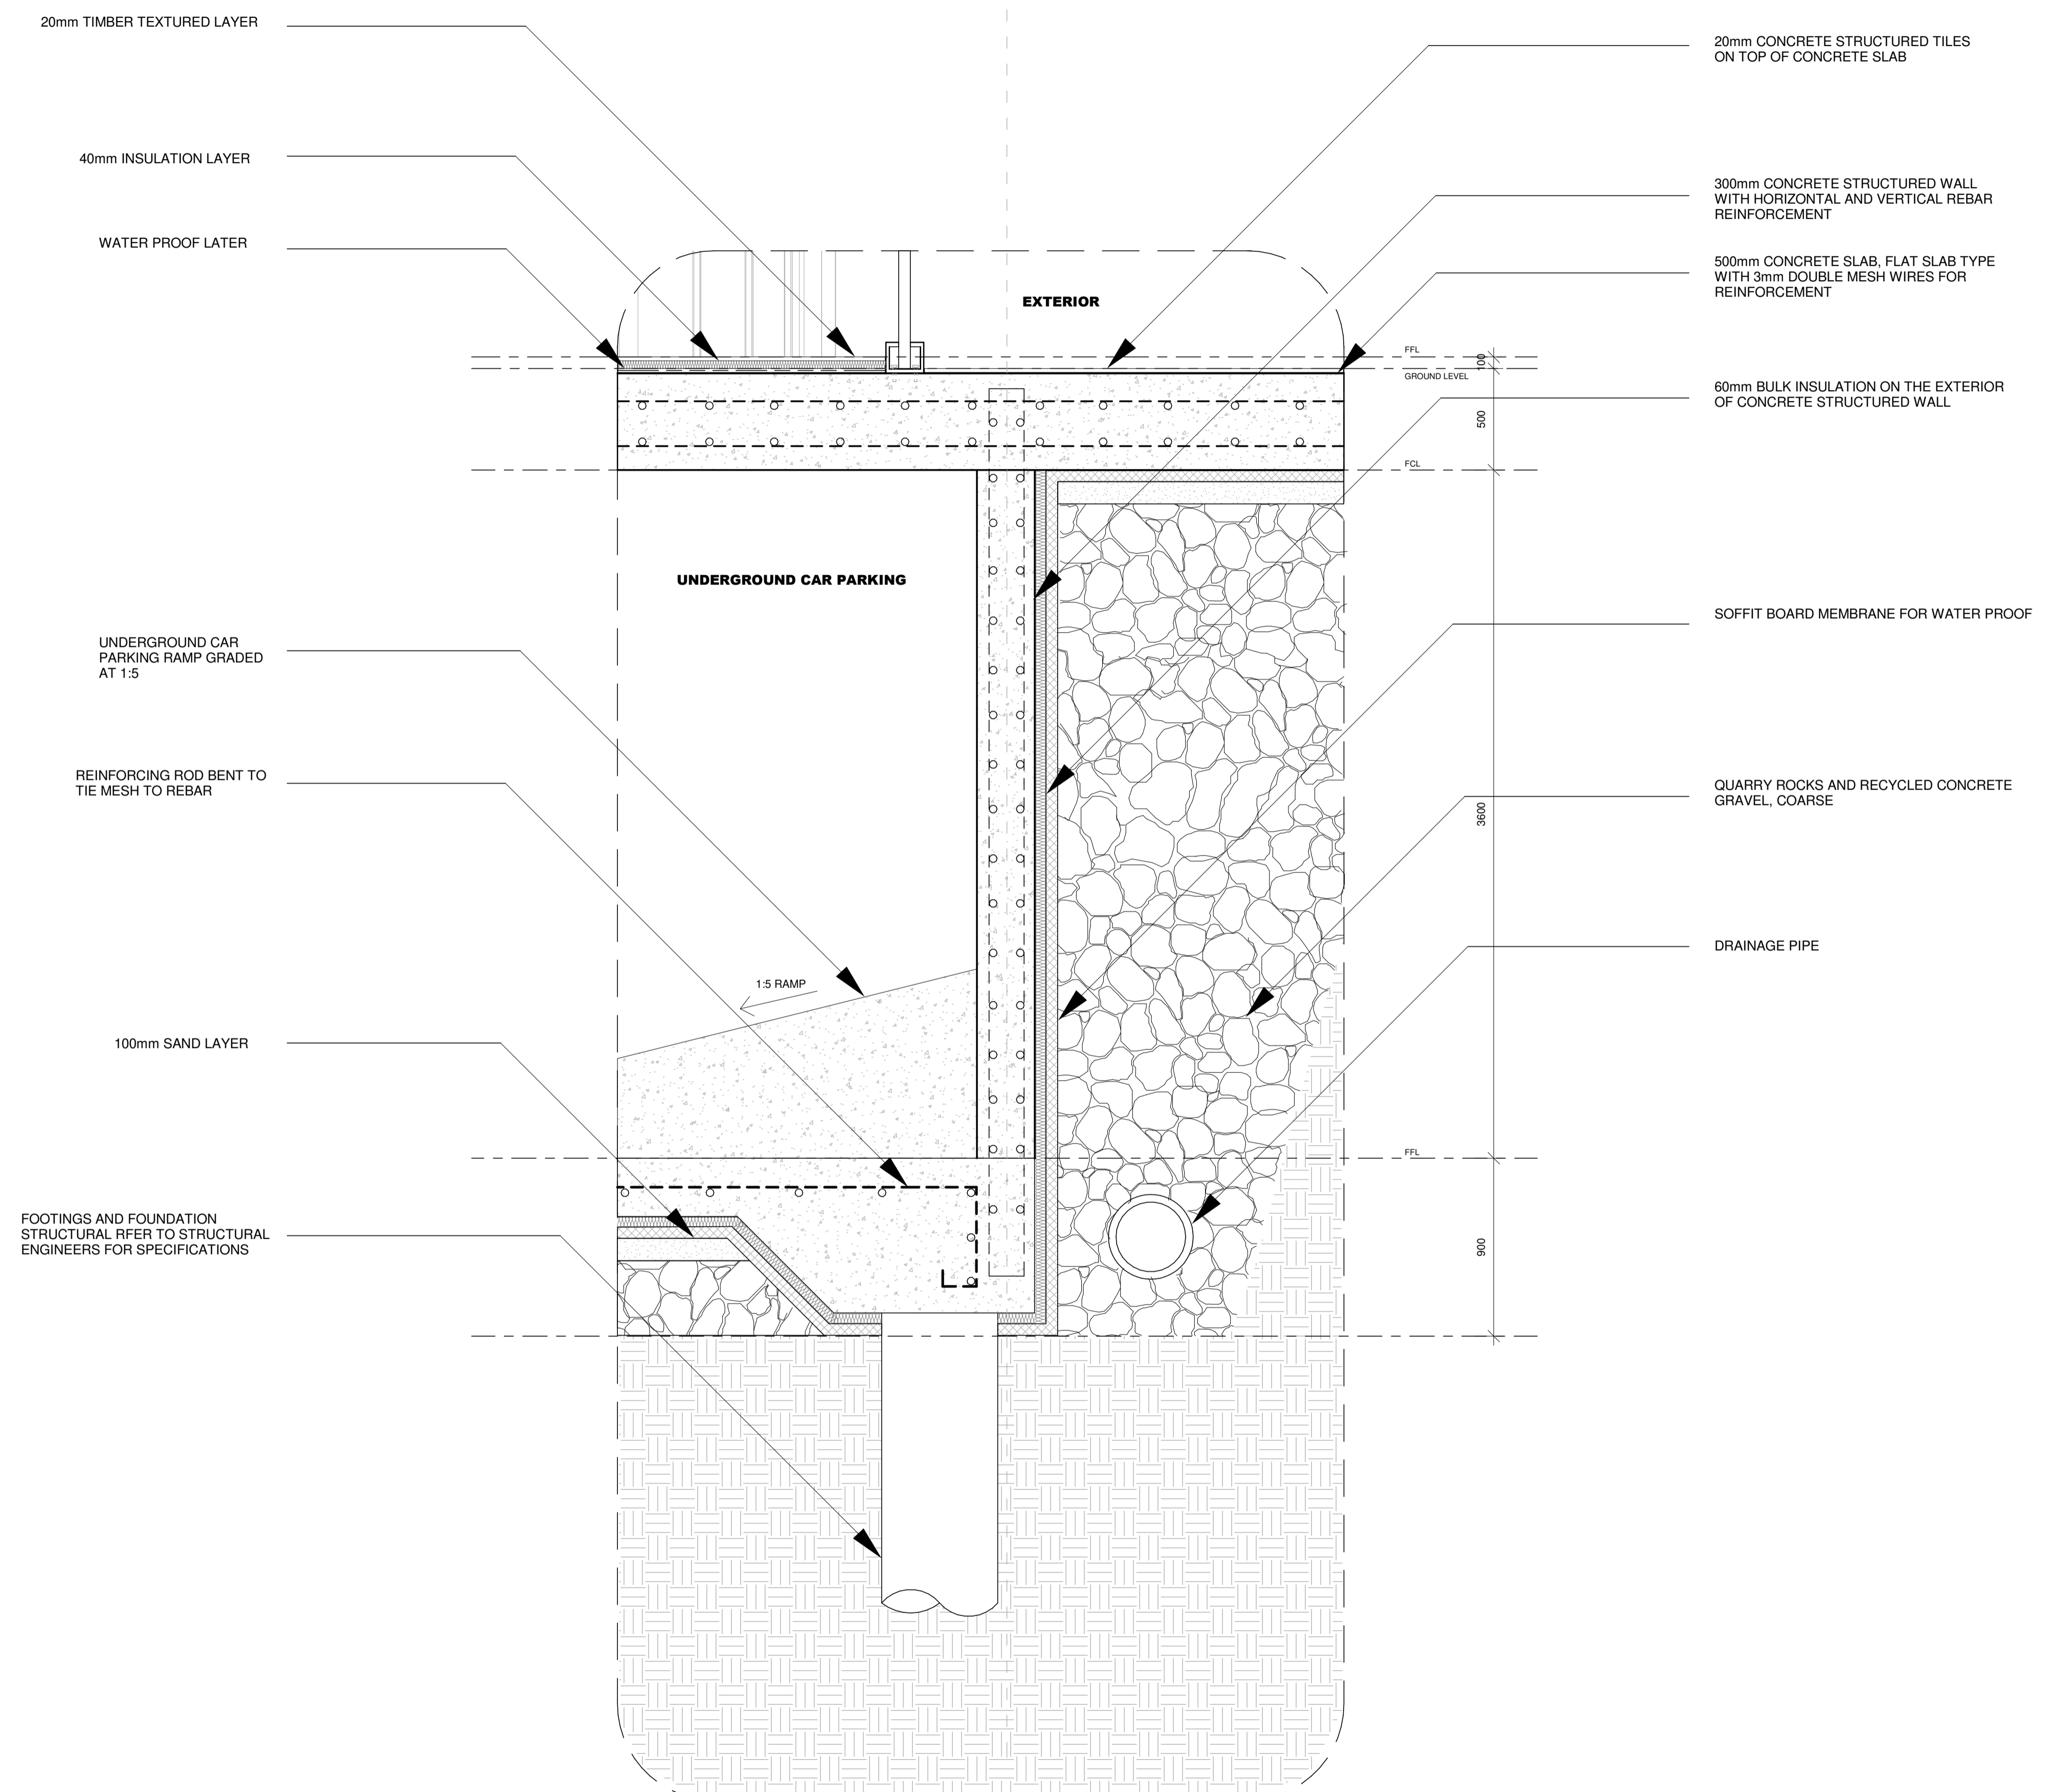 20mm TIMBER TEXTURED LAYER
40mm INSULATION LAYER
WATER PROOF LATER
UNDERGROUND CAR
PARKING RAMP GRADED
AT 1:5
REINFORCING ROD BENT TO
TIE MESH TO REBAR
100mm SAND LAYER
FOOTINGS AND FOUNDATION
STRUCTURAL RFER TO STRUCTURAL
ENGINEERS FOR SPECIFICATIONS
EXTERIOR
UNDERGROUND CAR PARKING
1:5 RAMP
FFL
GROUND LEVEL
FCL
FFL
100
500
3600
900
20mm CONCRETE STRUCTURED TILES
ON TOP OF CONCRETE SLAB
300mm CONCRETE STRUCTURED WALL
WITH HORIZONTAL AND VERTICAL REBAR
REINFORCEMENT
500mm CONCRETE SLAB, FLAT SLAB TYPE
WITH 3mm DOUBLE MESH WIRES FOR
REINFORCEMENT
60mm BULK INSULATION ON THE EXTERIOR
OF CONCRETE STRUCTURED WALL
SOFFIT BOARD MEMBRANE FOR WATER PROOF
QUARRY ROCKS AND RECYCLED CONCRETE
GRAVEL, COARSE
DRAINAGE PIPE